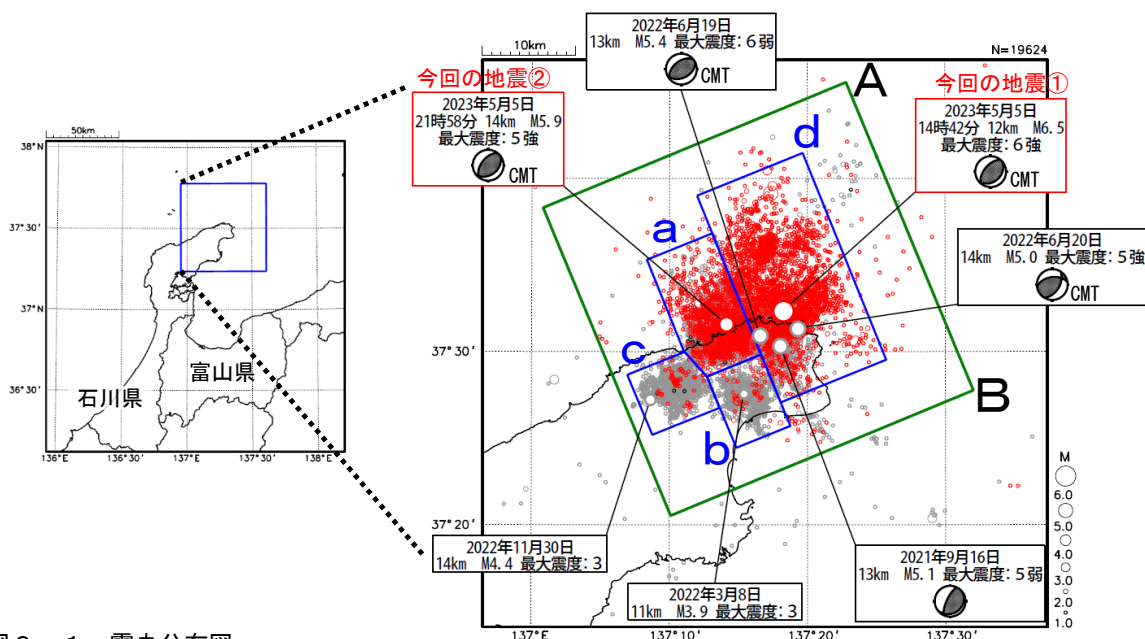 2022年6月19日
13km M5.4 最大震度：6弱
CMT
10km
N=19624
今回の地震②
2023年5月5日
21時58分 14km M5.9
最大震度：5強
CMT
今回の地震①
2023年5月5日
14時42分 12km M6.5
最大震度：6強
CMT
A
d
a
c
b
B
2022年6月20日
14km M5.0 最大震度：5強
CMT
50km
38°N
37°30′
37°N
36°30′
136°E
136°30′
137°E
137°30′
138°E
石川県
富山県
37°30′
37°20′
137°E
137°10′
137°20′
137°30′
2022年11月30日
14km M4.4 最大震度：3
2022年3月8日
11km M3.9 最大震度：3
2021年9月16日
13km M5.1 最大震度：5弱
M
6.0
5.0
4.0
3.0
2.0
1.0